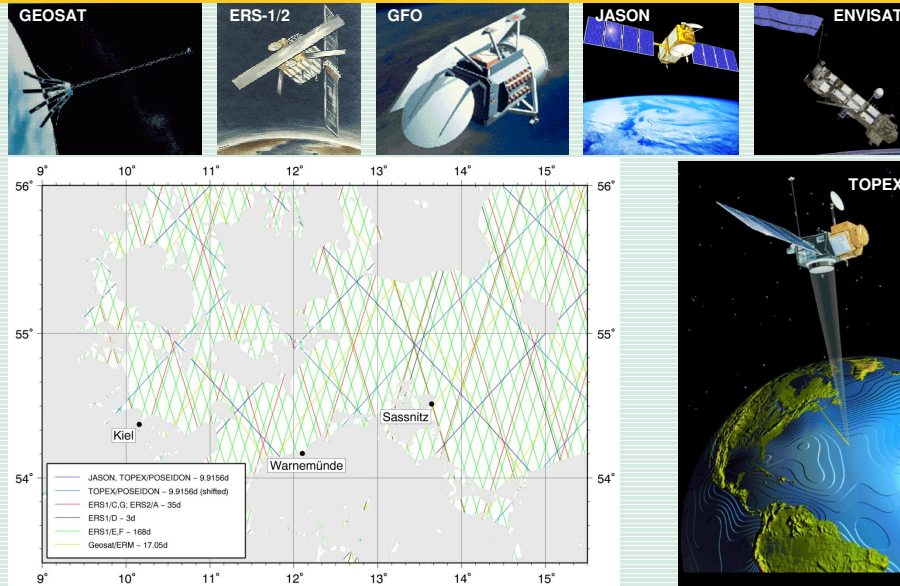 GEOSAT
ERS-1/2
GFO
JASON
ENVISAT
9° 10° 11° 12° 13° 14° 15°
56° 56°
TOPEX
55° 55°
Sassnitz
Kiel
Warnemünde
54° 54°
JASON, TOPEX/POSEIDON – 9.9156d
TOPEX/POSEIDON – 9.9156d (shifted)
ERS1/C,G; ERS2/A – 35d
ERS1/D – 3d
ERS1/E,F – 168d
Geosat/ERM – 17.05d
9° 10° 11° 12° 13° 14° 15°